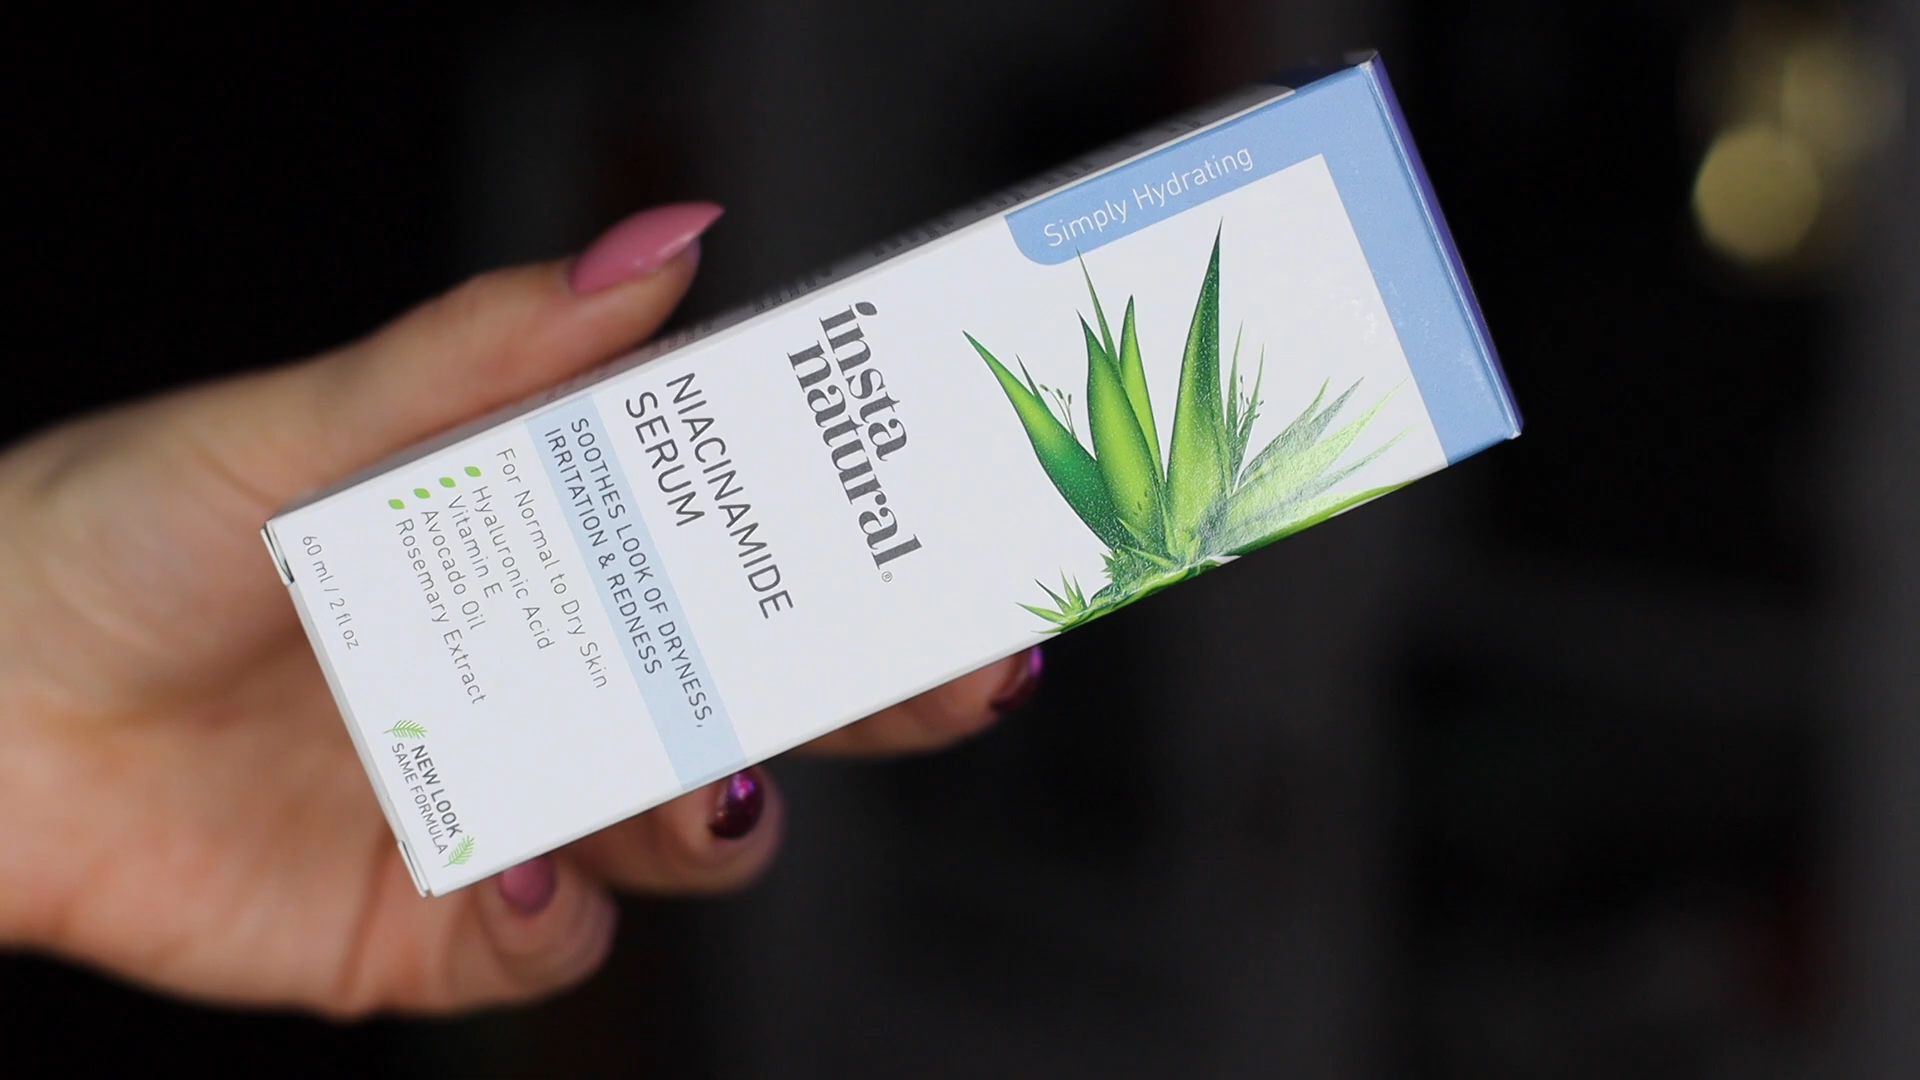 Simply Hydrating
insta
natural®
NIACINAMIDE
SERUM
SOOTHES LOOK OF DRYNESS,
IRRITATION & REDNESS
For Normal to Dry Skin
Hyaluronic Acid
Vitamin E
Avocado Oil
Rosemary Extract
60 ml / 2 fl oz
NEW LOOK
SAME FORMULA